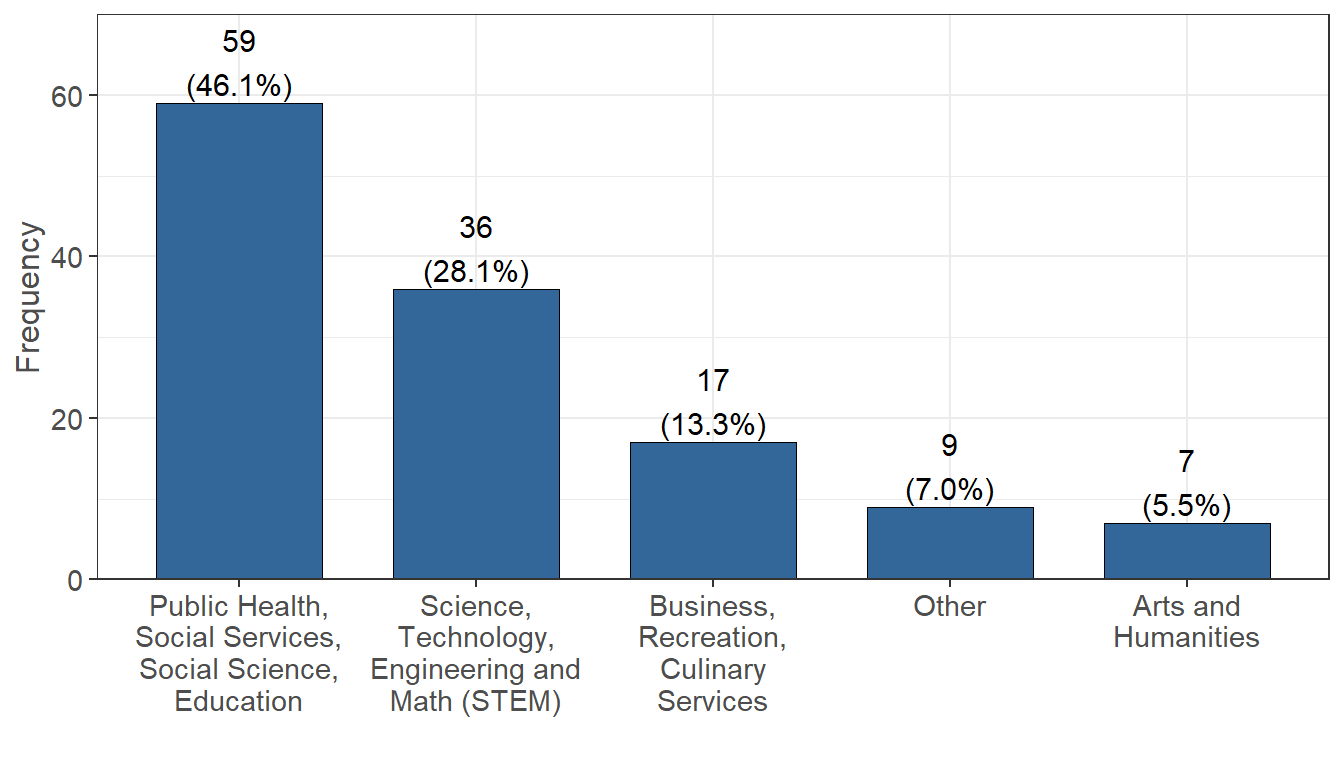 59
(46.1%)
60
36
40
(28.1%)
17
20
(13.3%)
9
(7.0%)
7
(5.5%)
0
Frequency
Public Health,
Social Services,
Social Science,
Education
Science,
Technology,
Engineering and
Math (STEM)
Business,
Recreation,
Culinary
Services
Other
Arts and
Humanities